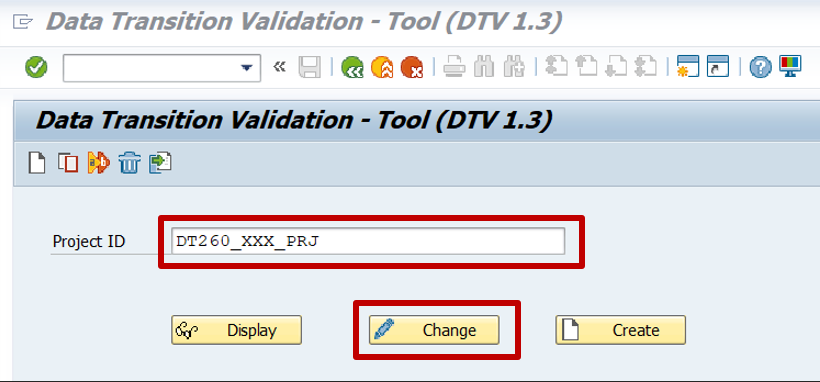 Data Transition Validation - Tool (DTV 1.3)
Data Transition Validation - Tool (DTV 1.3)
Project ID DT260_XXX_PRJ
Display Change Create